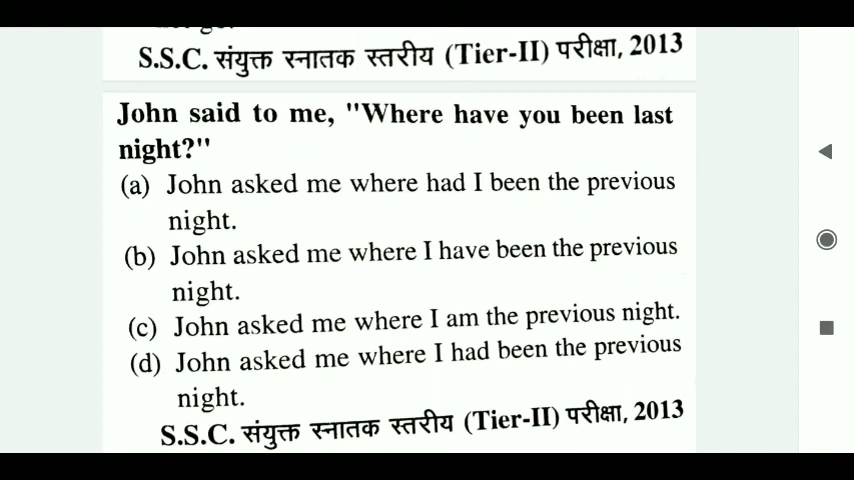 S.S.C. संयुक्त स्नातक स्तरीय (Tier-II) परीक्षा, 2013
John said to me, "Where have you been last
night?"
(a) John asked me where had I been the previous
night.
(b) John asked me where I have been the previous
night.
(c) John asked me where I am the previous night.
(d) John asked me where I had been the previous
night.
S.S.C. संयुक्त स्नातक स्तरीय (Tier-II) परीक्षा, 2013